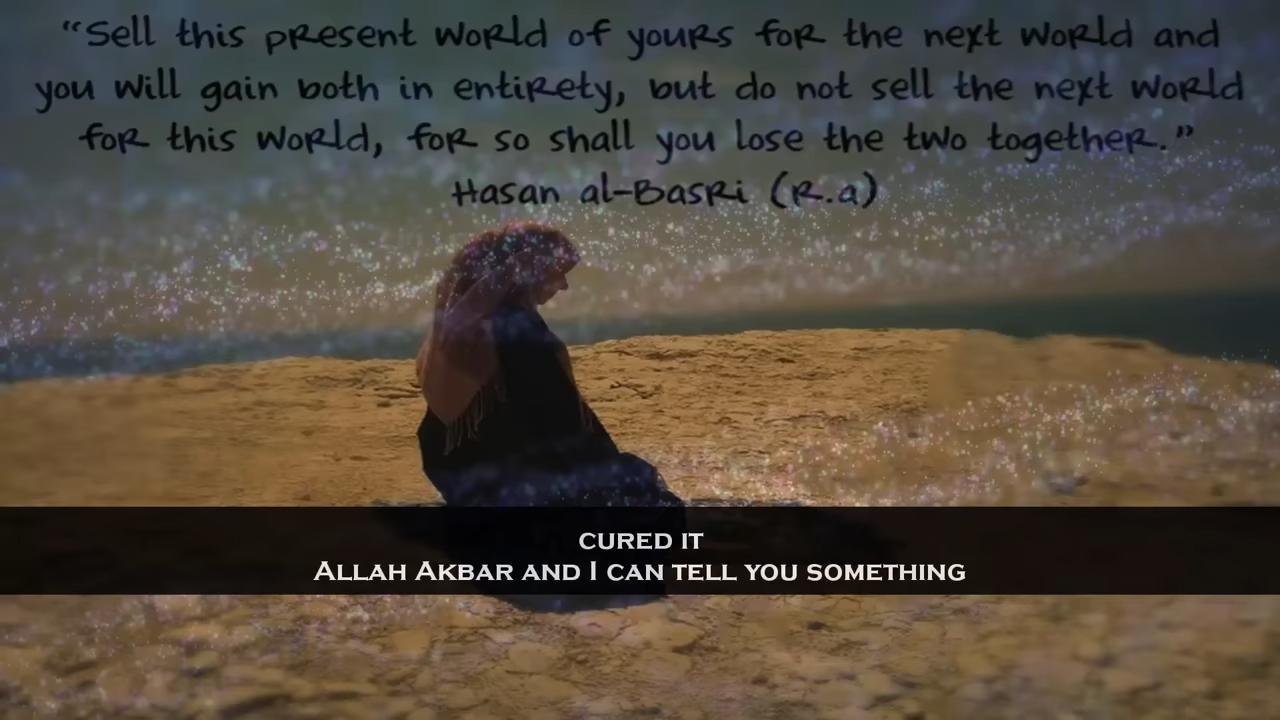 “Sell this present world of yours for the next world and
you will gain both in entirety, but do not sell the next world
for this world, for so shall you lose the two together.”
Hasan al-Basri (R.a)
CURED IT
ALLAH AKBAR AND I CAN TELL YOU SOMETHING